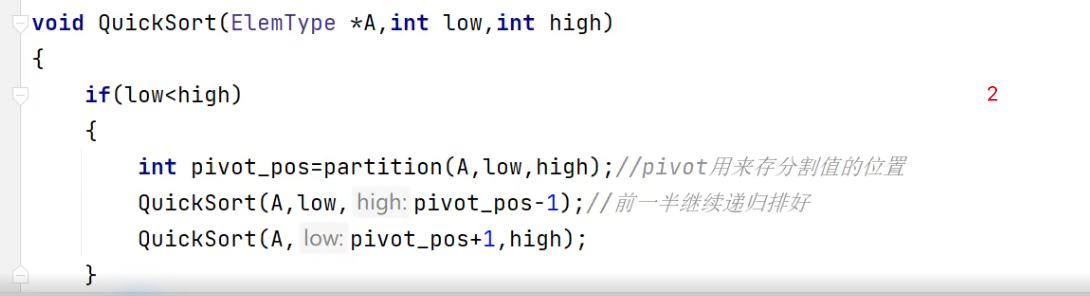 void QuickSort(ElemType *A,int low,int high)
{
if(low<high)
2
{
int pivot_pos=partition(A,low,high);//pivot用来存分割值的位置
QuickSort(A,low, high: pivot_pos-1);//前一半继续递归排好
QuickSort(A, low: pivot_pos+1,high);
}